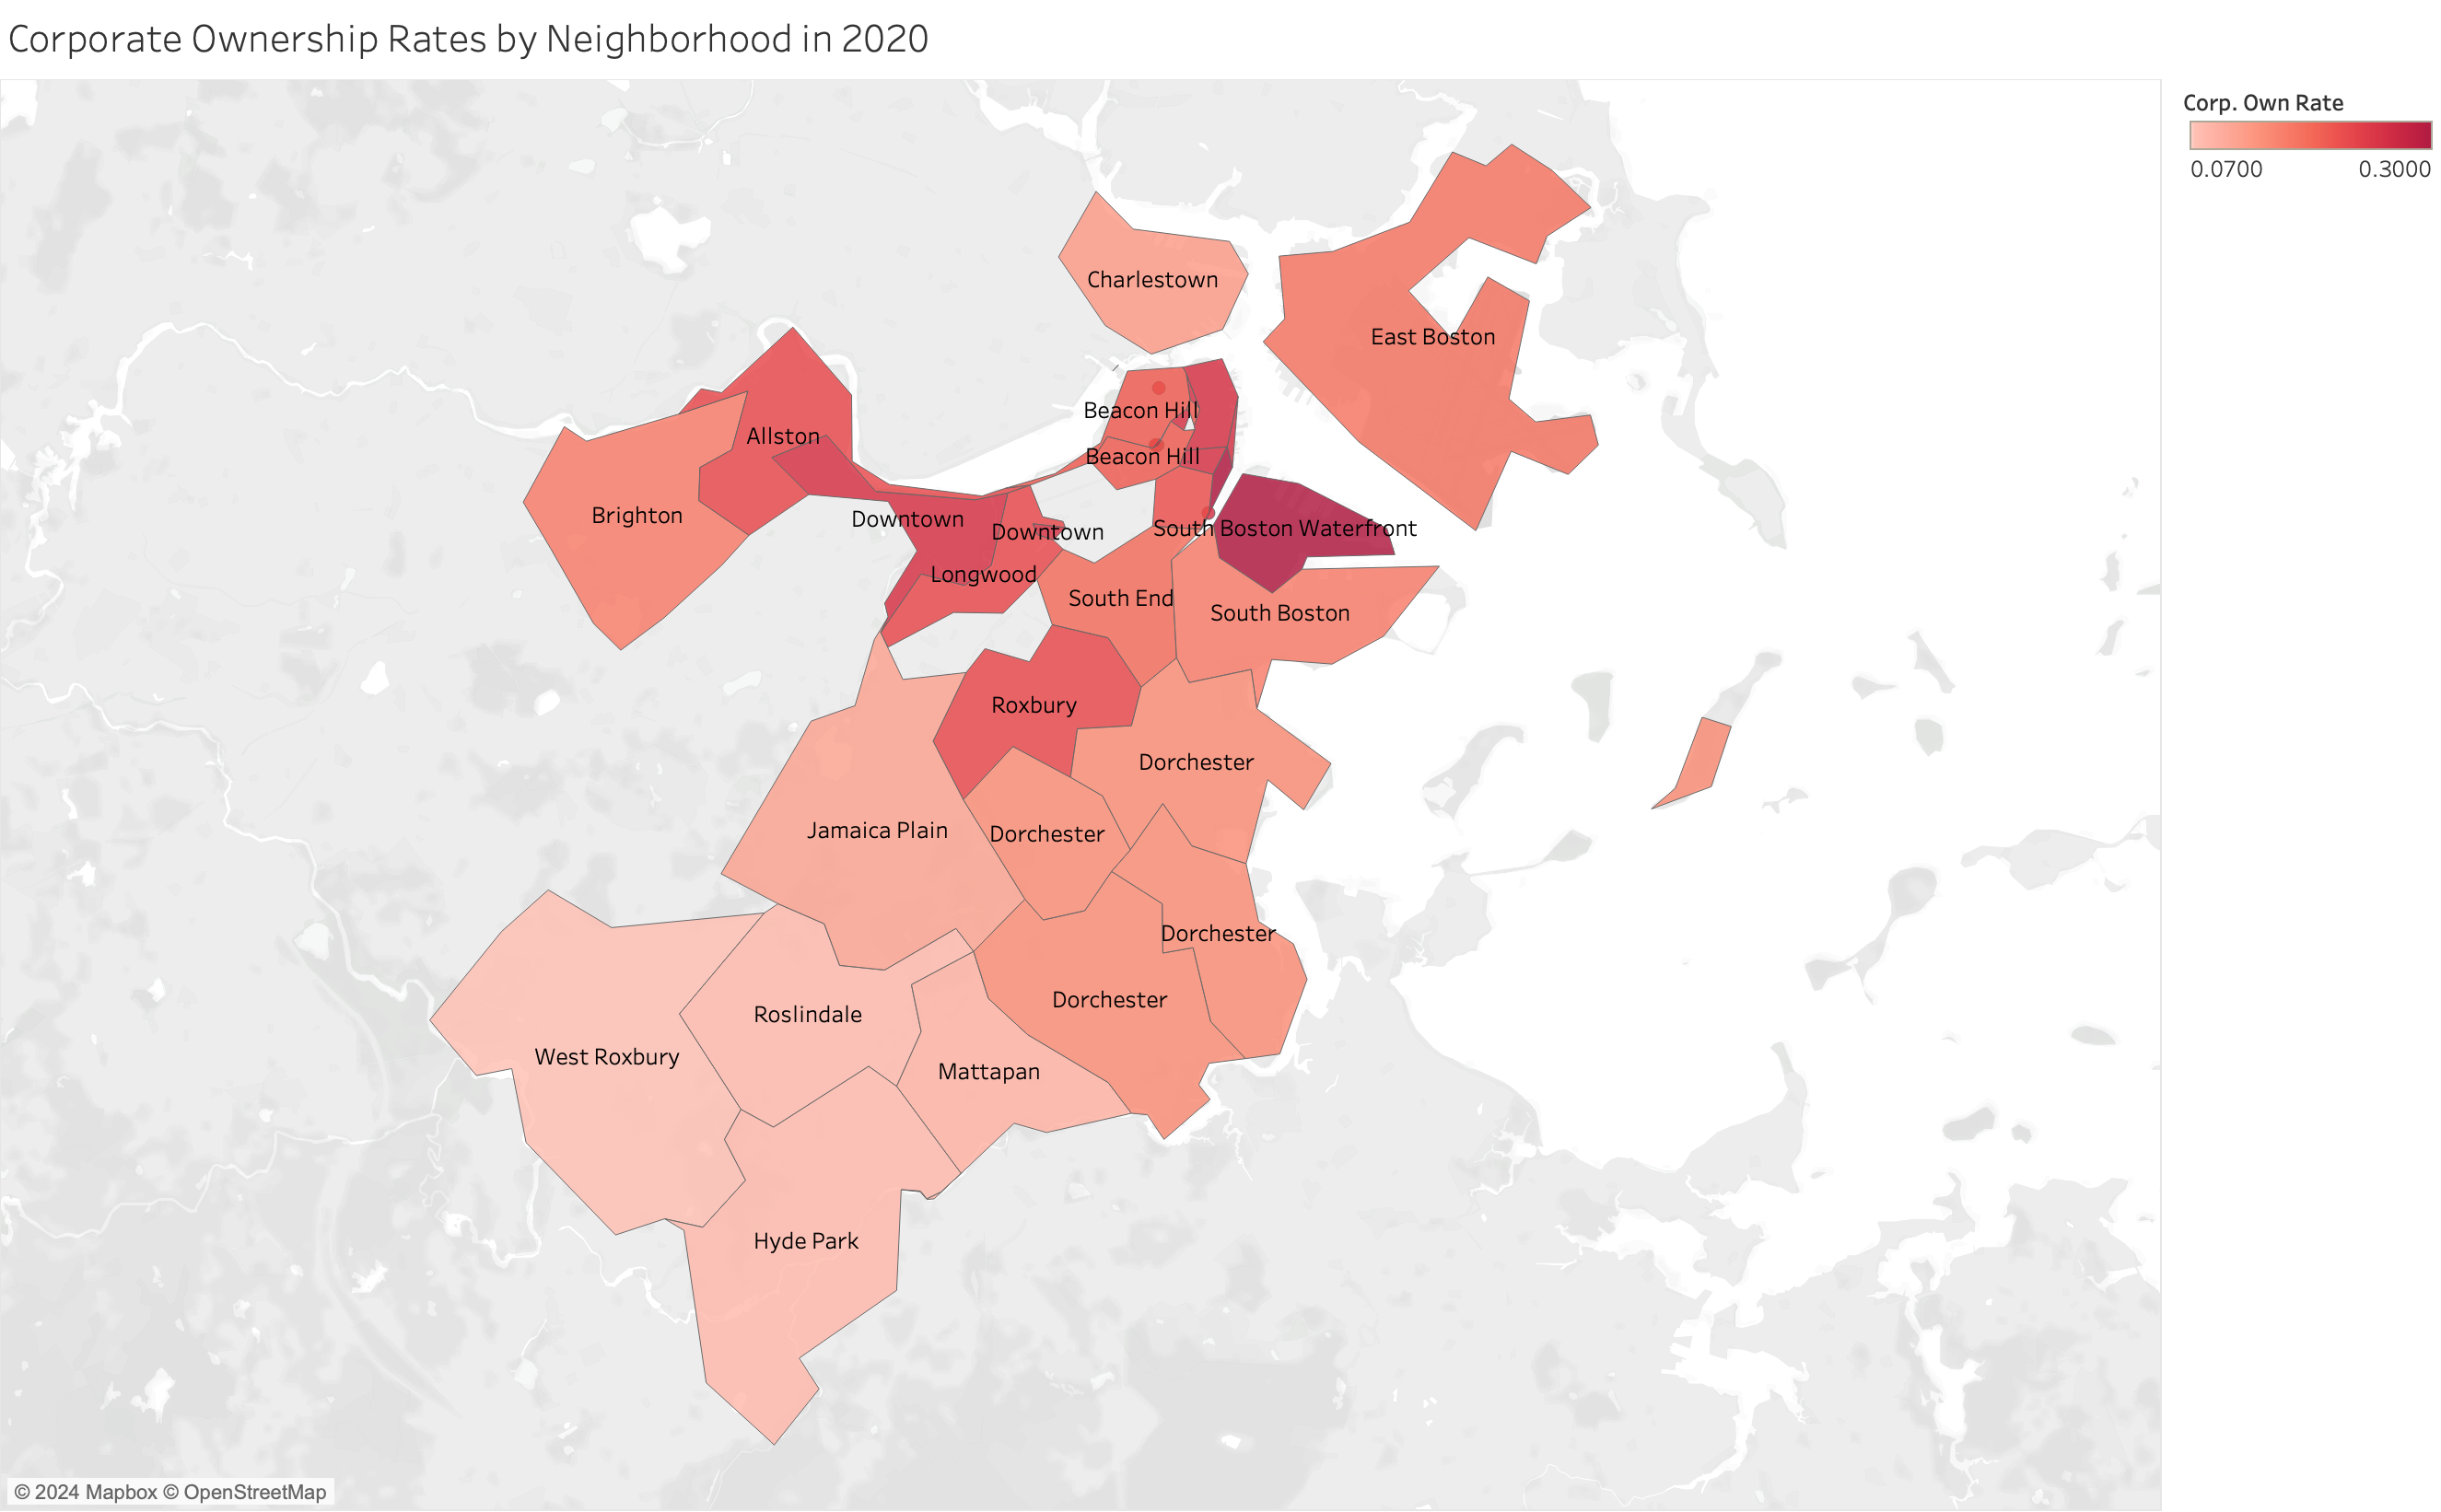 Corporate Ownership Rates by Neighborhood in 2020
Corp. Own Rate
0.0700 0.3000
Charlestown
East Boston
Beacon Hill
Allston
Beacon Hill
Brighton
Downtown
Downtown
South Boston Waterfront
Longwood
South End
South Boston
Roxbury
Dorchester
Jamaica Plain
Dorchester
Dorchester
Dorchester
Roslindale
West Roxbury
Mattapan
Hyde Park
© 2024 Mapbox © OpenStreetMap